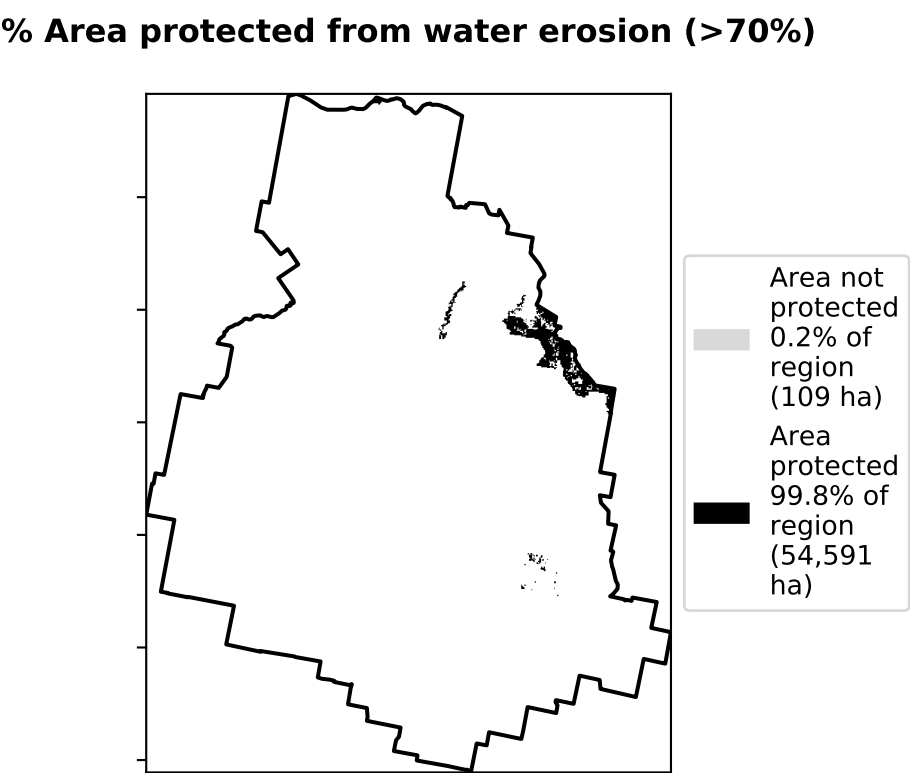 % Area protected from water erosion (>70%)
Area not
protected
0.2% of
region
(109 ha)
Area
protected
99.8% of
region
(54,591
ha)